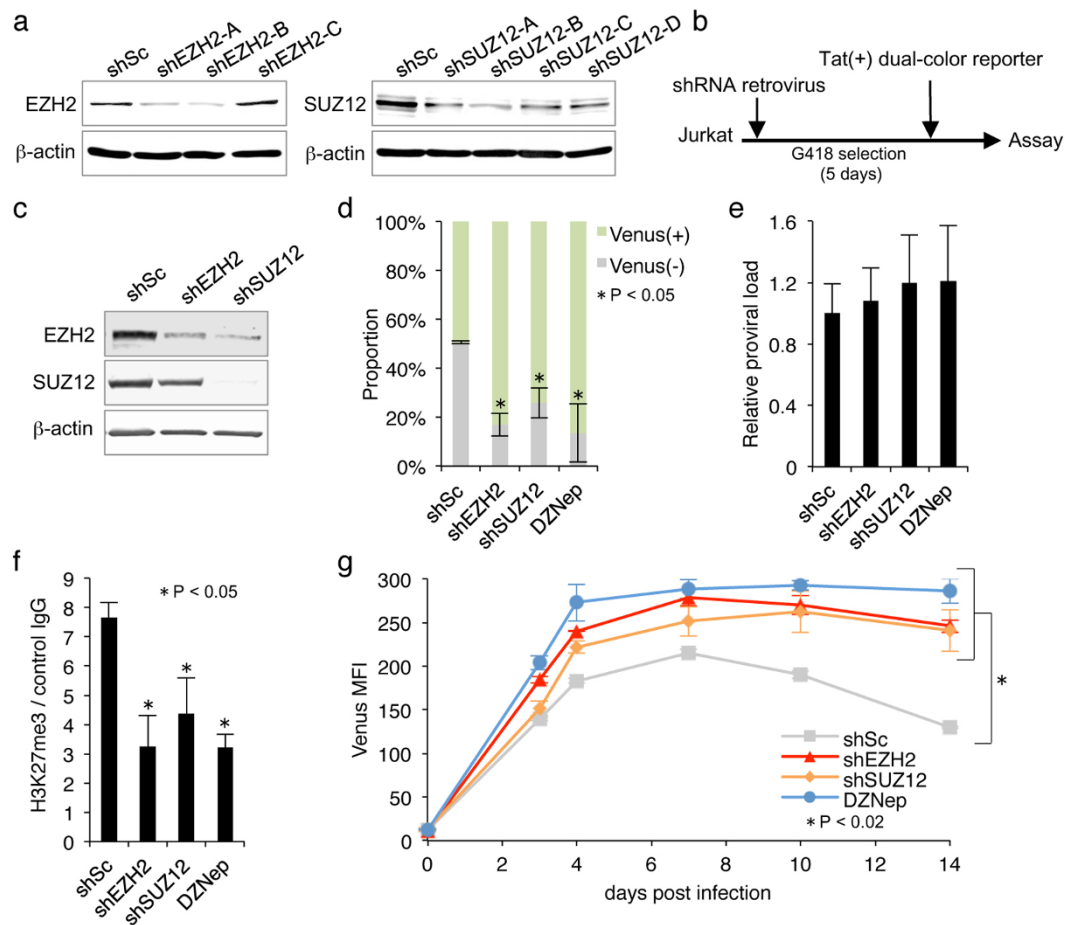 a
shSc
shEZH2-A
shEZH2-B
shEZH2-C
EZH2
β-actin
shSc
shSUZ12-A
shSUZ12-B
shSUZ12-C
shSUZ12-D
SUZ12
β-actin
b
Tat(+) dual-color reporter
shRNA retrovirus
Jurkat
Assay
G418 selection
(5 days)
c
shSc
shEZH2
shSUZ12
EZH2
SUZ12
β-actin
d
Proportion
100%
80%
60%
40%
20%
0%
Venus(+)
Venus(-)
* P < 0.05
*
*
*
shSc
shEZH2
shSUZ12
DZNep
e
Relative proviral load
1.6
1.2
0.8
0.4
0
shSc
shEZH2
shSUZ12
DZNep
f
H3K27me3 / control IgG
9
8
7
6
5
4
3
2
1
0
* P < 0.05
*
*
*
shSc
shEZH2
shSUZ12
DZNep
g
Venus MFI
300
250
200
150
100
50
0
shSc
shEZH2
shSUZ12
DZNep
* P < 0.02
*
0 2 4 6 8 10 12 14
days post infection